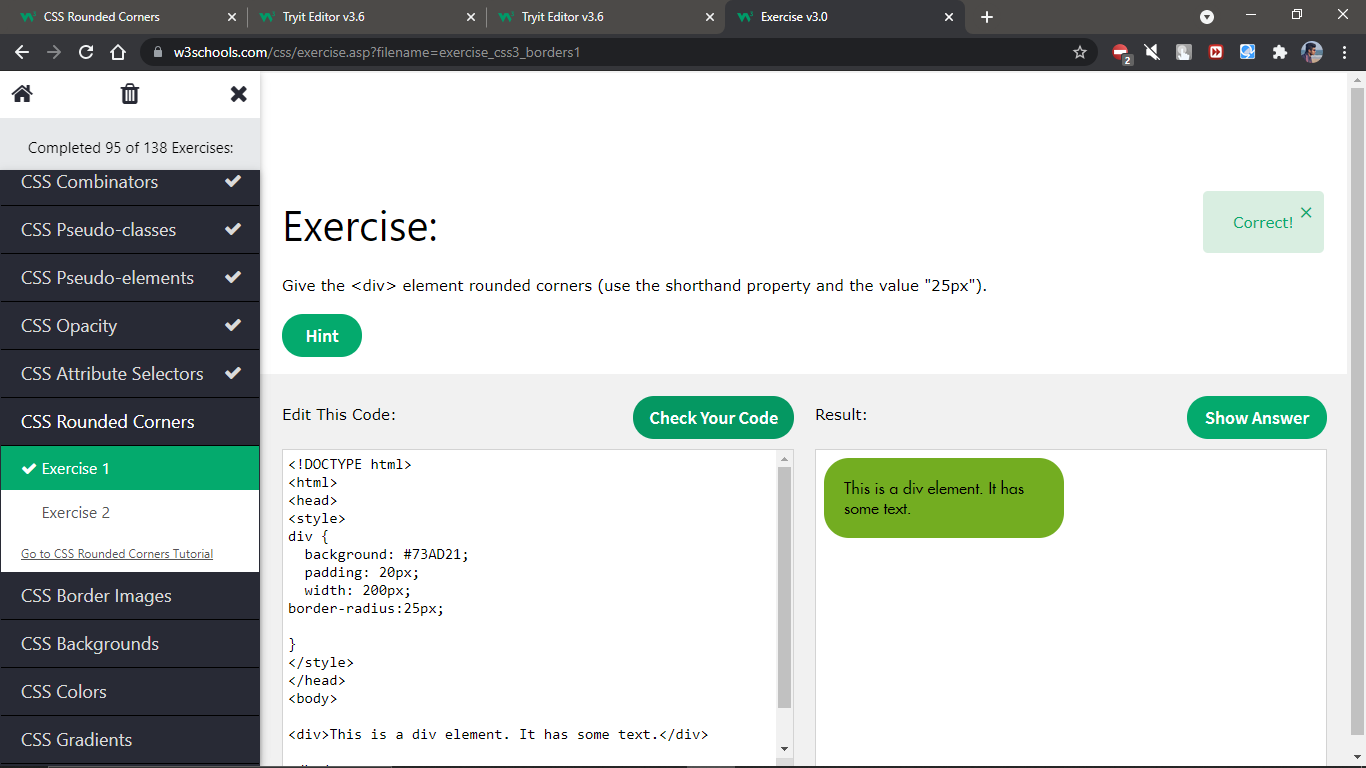 CSS Rounded Corners
Tryit Editor v3.6
Tryit Editor v3.6
Exercise v3.0
w3schools.com/css/exercise.asp?filename=exercise_css3_borders1
2
Completed 95 of 138 Exercises:
CSS Combinators
CSS Pseudo-classes
CSS Pseudo-elements
CSS Opacity
CSS Attribute Selectors
CSS Rounded Corners
Exercise 1
Exercise 2
Go to CSS Rounded Corners Tutorial
CSS Border Images
CSS Backgrounds
CSS Colors
CSS Gradients
Exercise:
Correct!
Give the <div> element rounded corners (use the shorthand property and the value "25px").
Hint
Edit This Code:
Check Your Code
<!DOCTYPE html>
<html>
<head>
<style>
div {
  background: #73AD21;
  padding: 20px;
  width: 200px;
border-radius:25px;
}
</style>
</head>
<body>
<div>This is a div element. It has some text.</div>
Result:
Show Answer
This is a div element. It has
some text.